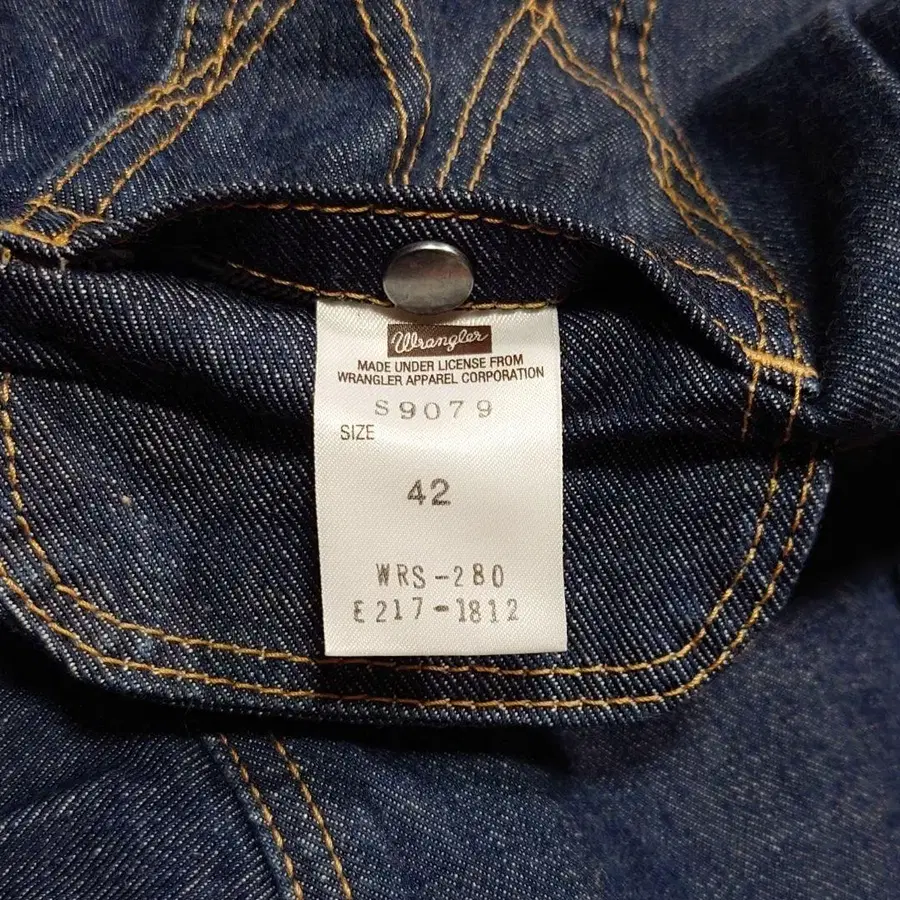 Wrangler
MADE UNDER LICENSE FROM
WRANGLER APPAREL CORPORATION
S9079
SIZE
42
WRS-280
E217-1812